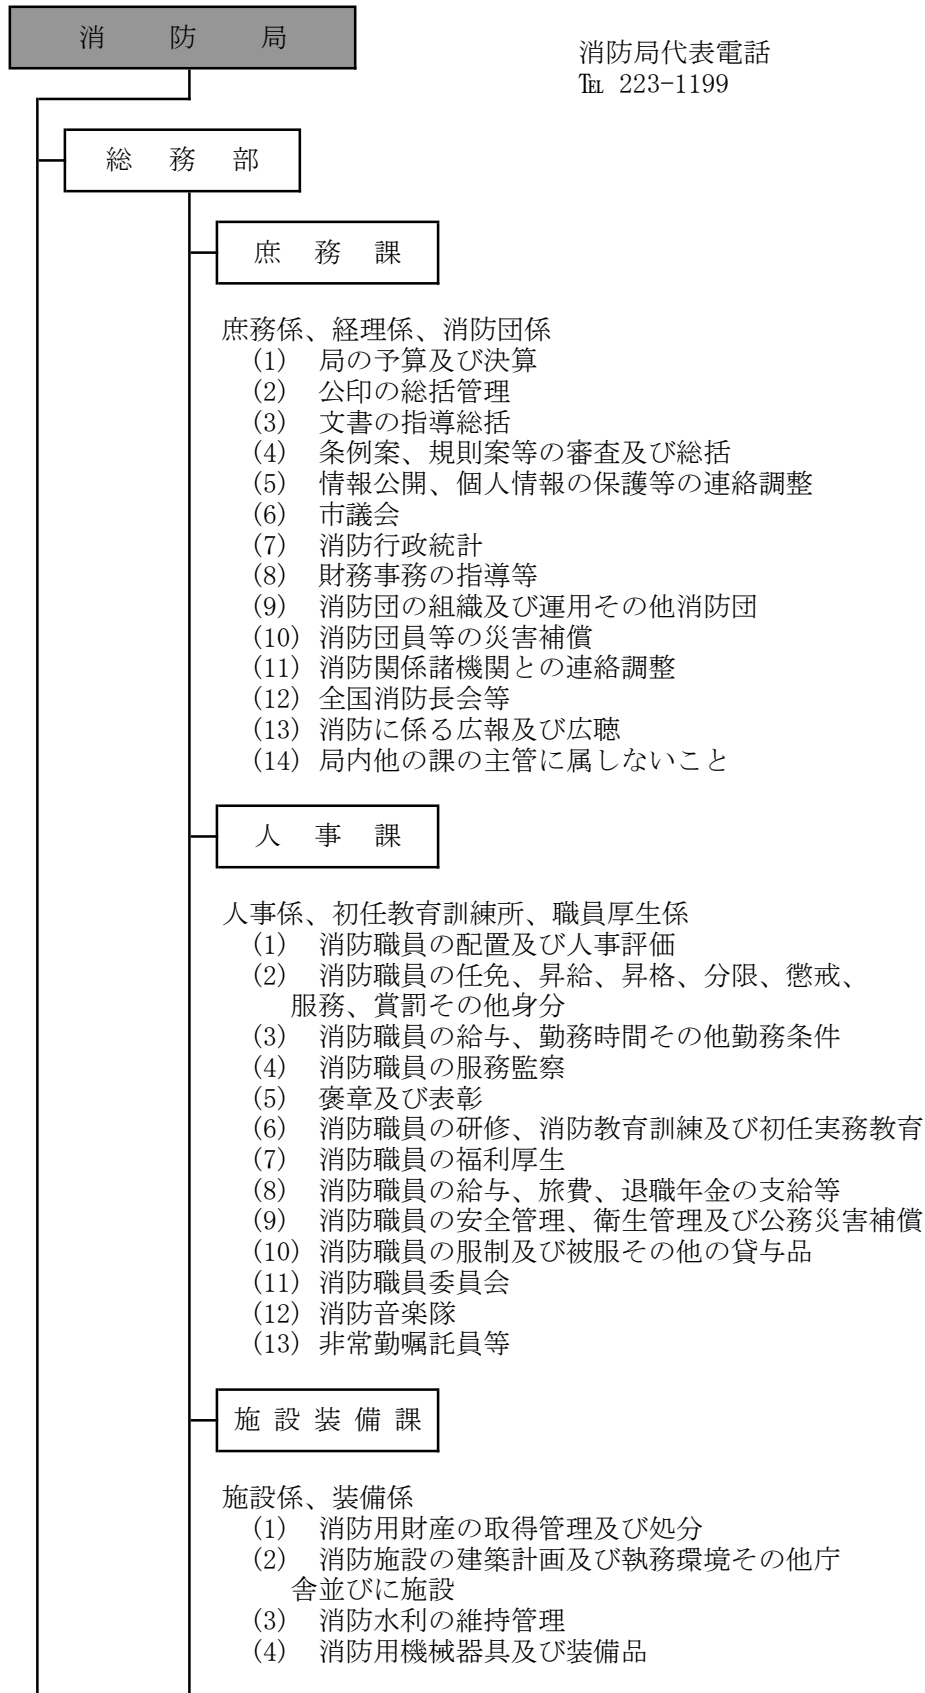 消防局
消防局代表電話
℡ 223-1199
総務部
庶務課
庶務係、経理係、消防団係
(1) 局の予算及び決算
(2) 公印の総括管理
(3) 文書の指導総括
(4) 条例案、規則案等の審査及び総括
(5) 情報公開、個人情報の保護等の連絡調整
(6) 市議会
(7) 消防行政統計
(8) 財務事務の指導等
(9) 消防団の組織及び運用その他消防団
(10) 消防団員等の災害補償
(11) 消防関係諸機関との連絡調整
(12) 全国消防長会等
(13) 消防に係る広報及び広聴
(14) 局内他の課の主管に属しないこと
人事課
人事係、初任教育訓練所、職員厚生係
(1) 消防職員の配置及び人事評価
(2) 消防職員の任免、昇給、昇格、分限、懲戒、
服務、賞罰その他身分
(3) 消防職員の給与、勤務時間その他勤務条件
(4) 消防職員の服務監察
(5) 褒章及び表彰
(6) 消防職員の研修、消防教育訓練及び初任実務教育
(7) 消防職員の福利厚生
(8) 消防職員の給与、旅費、退職年金の支給等
(9) 消防職員の安全管理、衛生管理及び公務災害補償
(10) 消防職員の服制及び被服その他の貸与品
(11) 消防職員委員会
(12) 消防音楽隊
(13) 非常勤嘱託員等
施設装備課
施設係、装備係
(1) 消防用財産の取得管理及び処分
(2) 消防施設の建築計画及び執務環境その他庁
舎並びに施設
(3) 消防水利の維持管理
(4) 消防用機械器具及び装備品